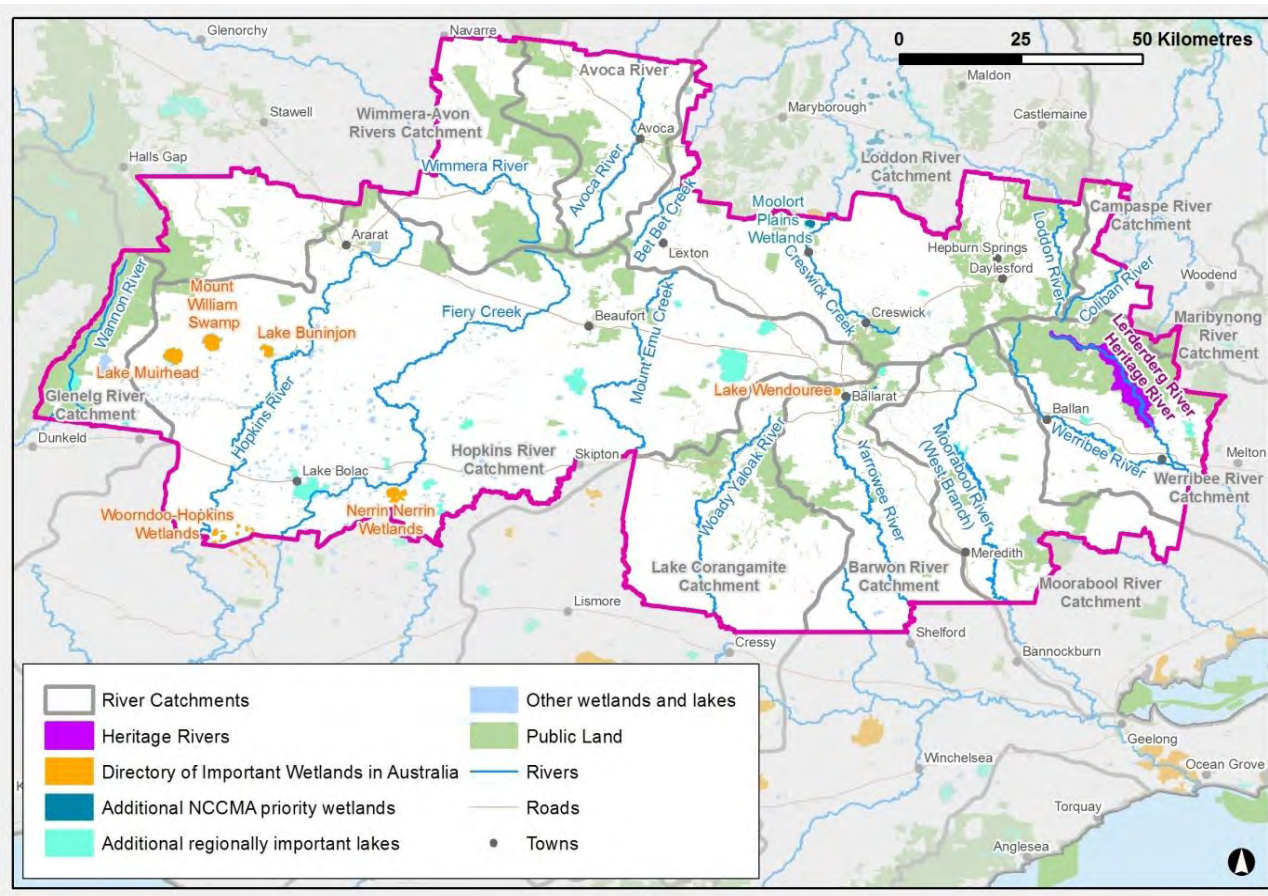 Glenorchy
Navarre
0 25 50 Kilometres
Avoca River
Maldon
Stawell
Wimmera-Avon
Rivers Catchment
Maryborough
Castlemaine
Avoca
Halls Gap
Wimmera River
Avoca River
Loddon River
Catchment
Bet Bet Creek
Moolort
Plains
Wetlands
Loddon River
Campaspe River
Catchment
Ararat
Lexton
Hepburn Springs
Daylesford
Coliban River
Woodend
Wannon River
Mount
William
Swamp
Fiery Creek
Creswick Creek
Creswick
Maribyrnong
River
Catchment
Lake Buninjon
Beaufort
Mount Emu Creek
Lerderderg River
Heritage River
Lake Muirhead
Glenelg River
Catchment
Hopkins River
Lake Wendouree
Ballarat
Ballan
Dunkeld
Hopkins River
Catchment
Skipton
Woady Yaloak River
Yarrowee River
Moorabool River
(West Branch)
Werribee River
Melton
Werribee River
Catchment
Lake Bolac
Woorndoo-Hopkins
Wetlands
Nerrin Nerrin
Wetlands
Meredith
Lake Corangamite
Catchment
Barwon River
Catchment
Moorabool River
Catchment
Lismore
Cressy
Shelford
Bannockburn
Geelong
Winchelsea
Ocean Grove
Torquay
Anglesea
River Catchments
Heritage Rivers
Directory of Important Wetlands in Australia
Additional NCCMA priority wetlands
Additional regionally important lakes
Other wetlands and lakes
Public Land
Rivers
Roads
Towns